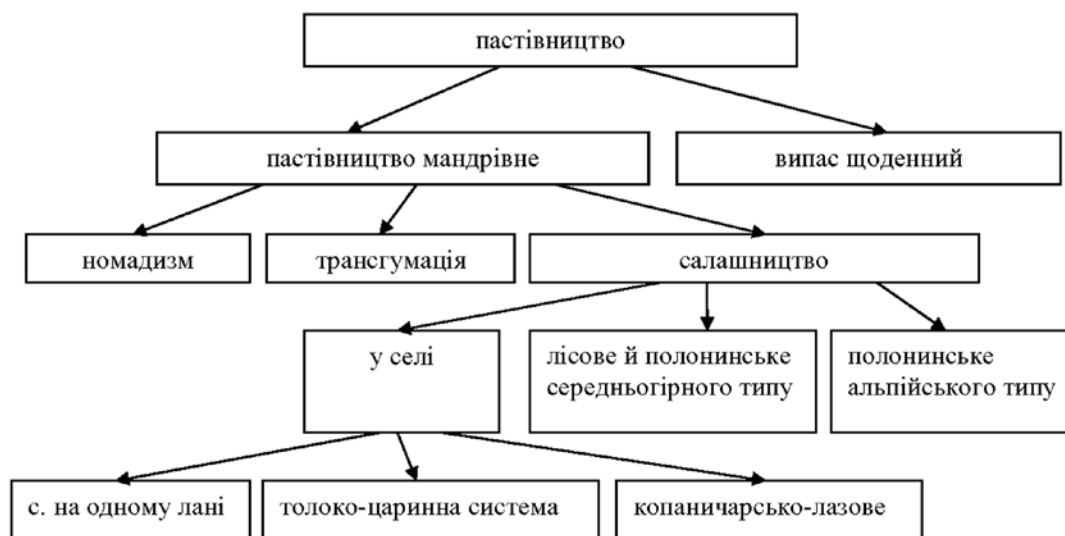 пастівництво
пастівництво мандрівне
випас щоденний
номадизм
трансгумація
салашництво
у селі
лісове й полонинське
середньогірного типу
полонинське
альпійського типу
с. на одному лані
толоко-царинна система
копаничарсько-лазове